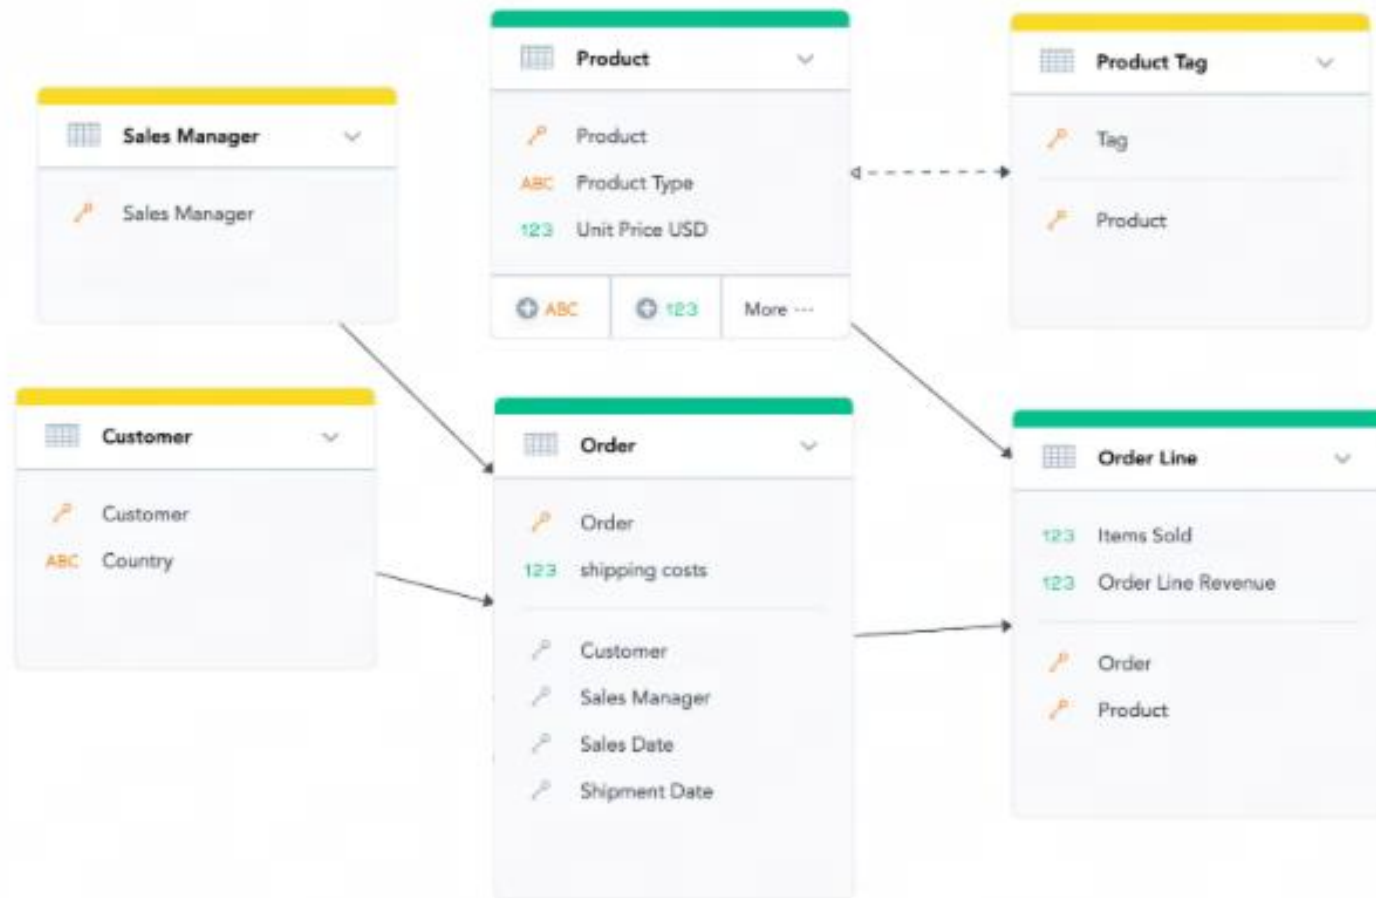 Sales Manager
Sales Manager
Product
Product
ABC Product Type
123 Unit Price USD
ABC
123
More ---
Product Tag
Tag
Product
Customer
Customer
ABC Country
Order
Order
123 shipping costs
Customer
Sales Manager
Sales Date
Shipment Date
Order Line
123 Items Sold
123 Order Line Revenue
Order
Product